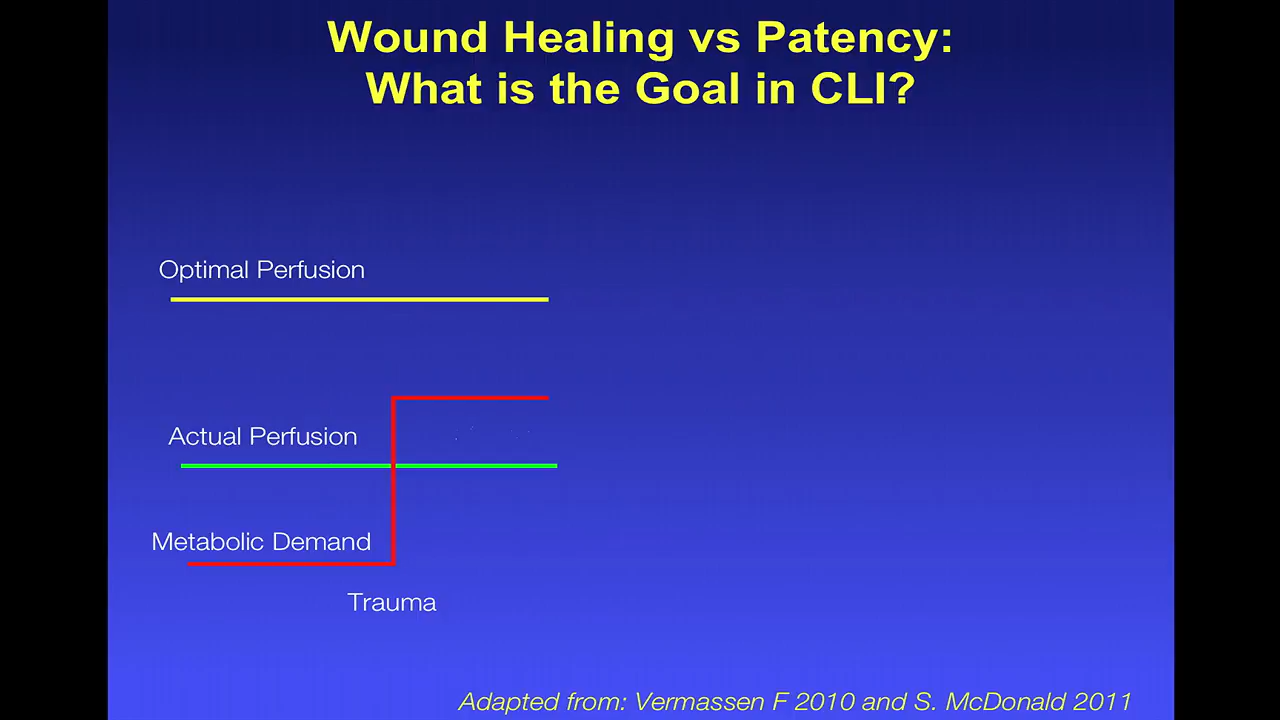 Wound Healing vs Patency:
What is the Goal in CLI?
Optimal Perfusion
Actual Perfusion
Metabolic Demand
Trauma
Adapted from: Vermassen F 2010 and S. McDonald 2011